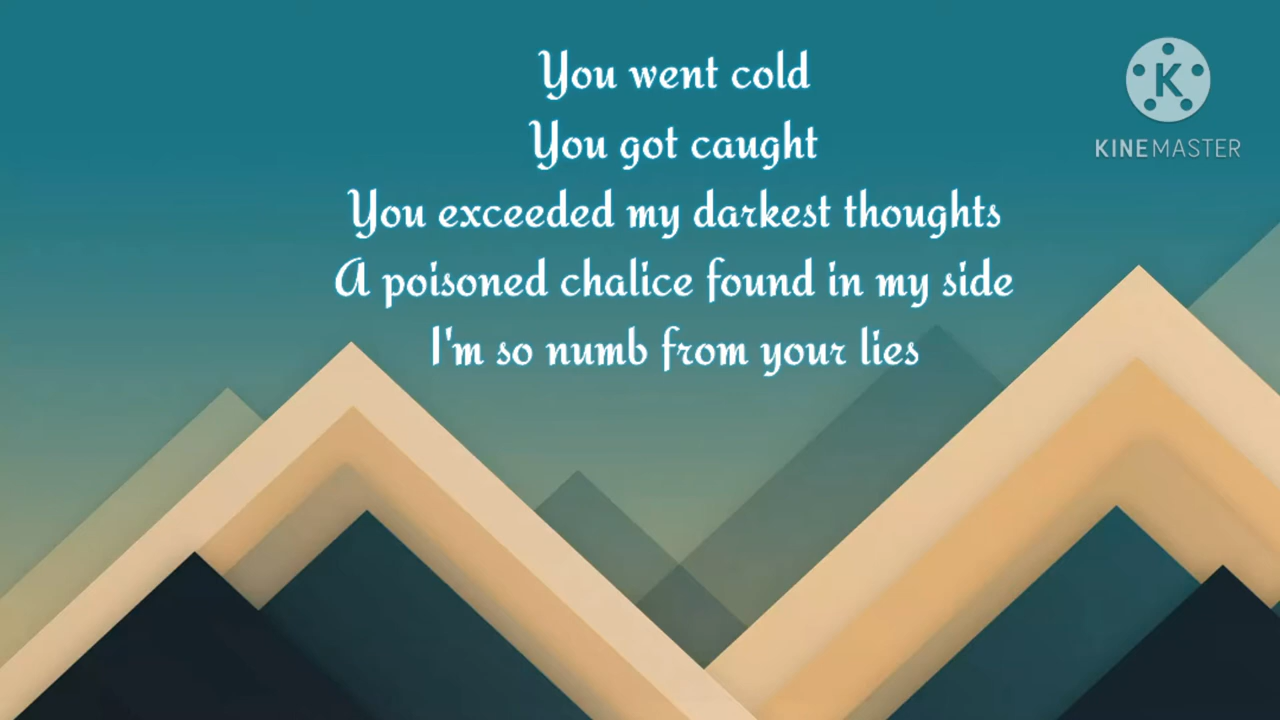 You went cold
You got caught
You exceeded my darkest thoughts
A poisoned chalice found in my side
I'm so numb from your lies
K
KINEMASTER